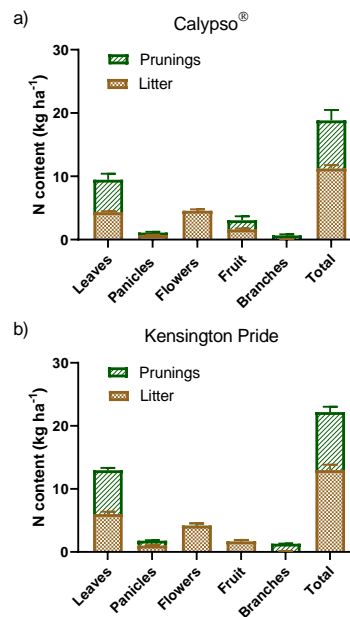 a)
Calypso®
N content (kg ha⁻¹)
30
20
10
0
Prunings
Litter
Leaves
Panicles
Flowers
Fruit
Branches
Total
b)
Kensington Pride
N content (kg ha⁻¹)
30
20
10
0
Prunings
Litter
Leaves
Panicles
Flowers
Fruit
Branches
Total